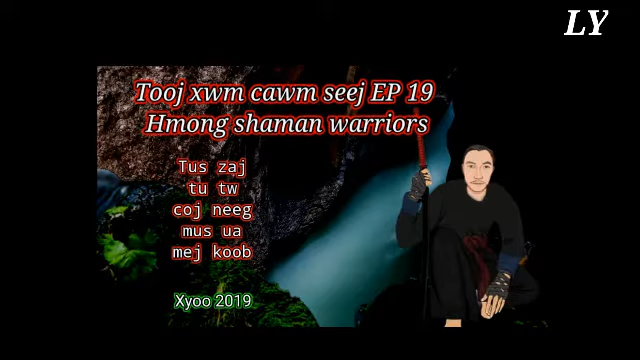 LY
Tooj xwm cawm seej EP 19
Hmong shaman warriors
Tus zaj
tu tw
coj neeg
mus ua
mej koob
Xyoo 2019